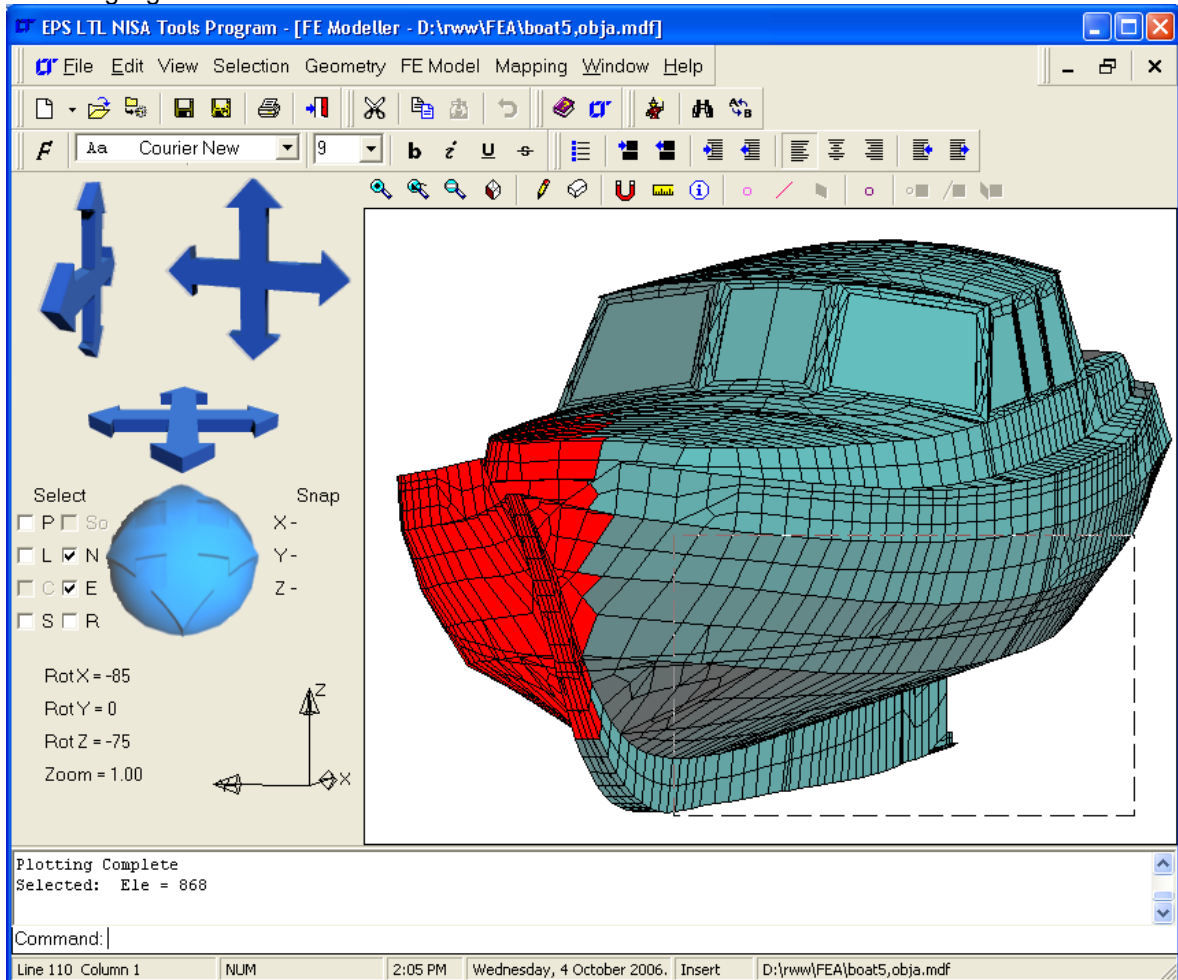 EPS LTL NISA Tools Program - [FE Modeller - D:\rww\FEA\boat5,obja.mdf]
File Edit View Selection Geometry FE Model Mapping Window Help
Aa Courier New 9 b i u s
Select Snap
P So X -
L N Y -
C E Z -
S R
Rot X = -85
Rot Y = 0
Rot Z = -75
Zoom = 1.00
Z
X
Plotting Complete
Selected: Ele = 868
Command:
Line 110 Column 1 NUM 2:05 PM Wednesday, 4 October 2006. Insert D:\rww\FEA\boat5,obja.mdf